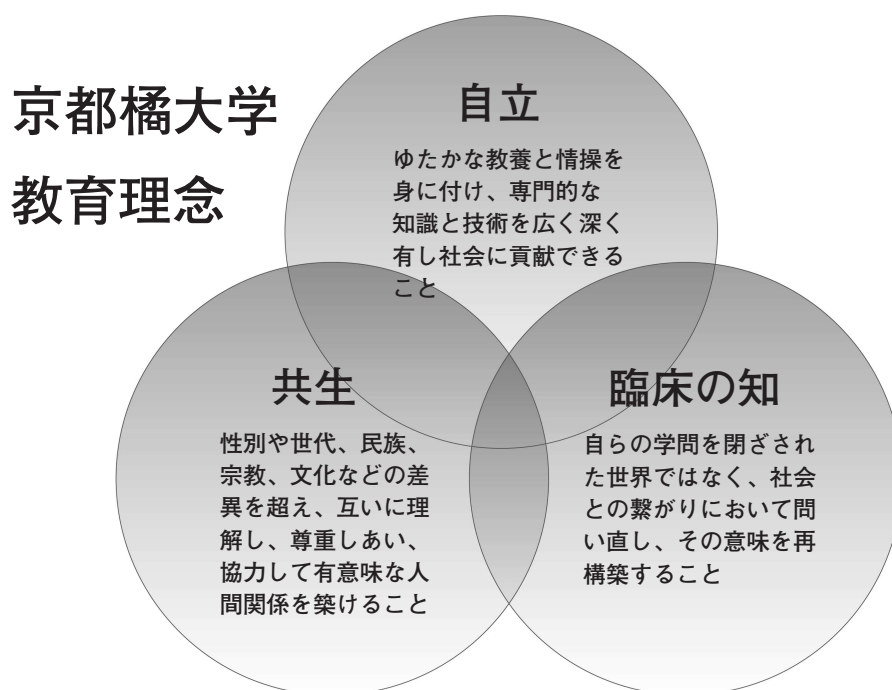 京都橘大学
教育理念
自立
ゆたかな教養と情操を
身に付け、専門的な
知識と技術を広く深く
有し社会に貢献できる
こと
共生
性別や世代、民族、
宗教、文化などの差
異を超え、互いに理
解し、尊重しあい、
協力して有意味な人
間関係を築けること
臨床の知
自らの学問を閉ざされ
た世界ではなく、社会
との繋がりにおいて問
い直し、その意味を再
構築すること